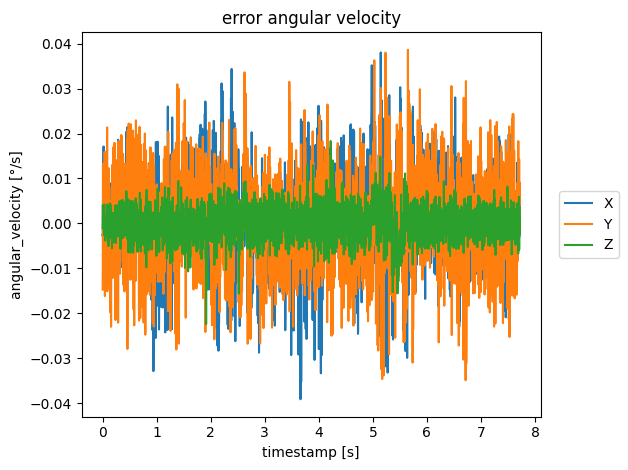 error angular velocity
0.04
0.03
0.02
0.01
0.00
−0.01
−0.02
−0.03
−0.04
angular_velocity [°/s]
0 1 2 3 4 5 6 7 8
timestamp [s]
X
Y
Z